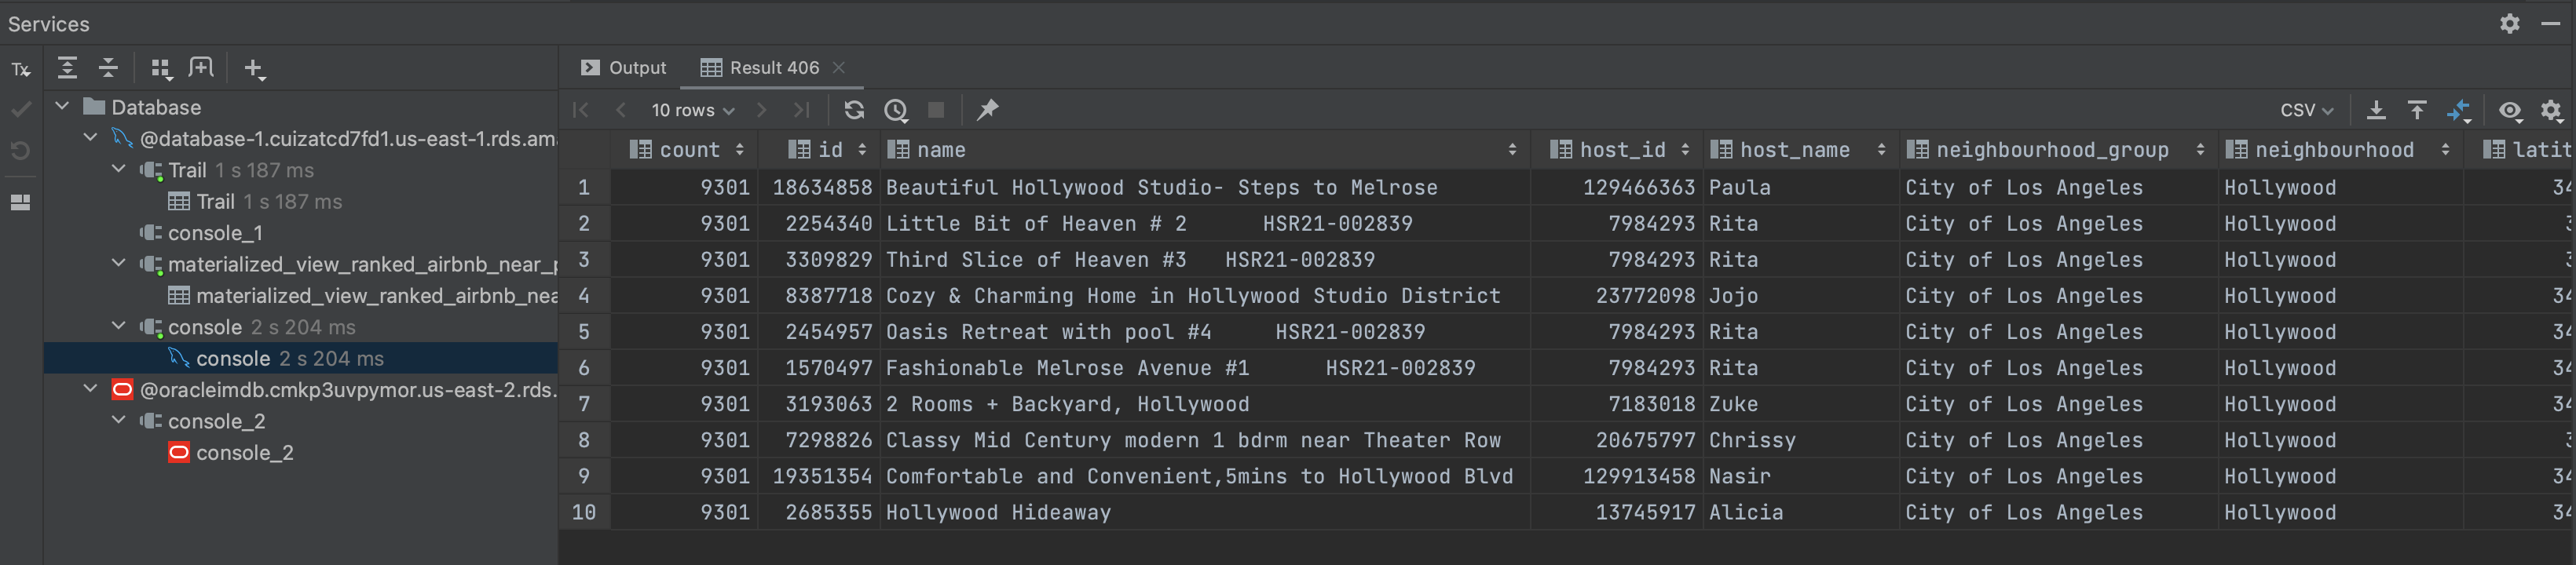 Services
Tx
Output
Result 406
Database
10 rows
CSV
@database-1.cuizatcd7fd1.us-east-1.rds.ama
Trail 1 s 187 ms
Trail 1 s 187 ms
console_1
materialized_view_ranked_airbnb_near_p
materialized_view_ranked_airbnb_nea
console 2 s 204 ms
console 2 s 204 ms
@oracleimdb.cmkp3uvpymor.us-east-2.rds.
console_2
console_2
count id name host_id host_name neighbourhood_group neighbourhood latit
1 9301 18634858 Beautiful Hollywood Studio- Steps to Melrose 129466363 Paula City of Los Angeles Hollywood 34
2 9301 2254340 Little Bit of Heaven # 2 HSR21-002839 7984293 Rita City of Los Angeles Hollywood
3 9301 3309829 Third Slice of Heaven #3 HSR21-002839 7984293 Rita City of Los Angeles Hollywood
4 9301 8387718 Cozy & Charming Home in Hollywood Studio District 23772098 Jojo City of Los Angeles Hollywood 34
5 9301 2454957 Oasis Retreat with pool #4 HSR21-002839 7984293 Rita City of Los Angeles Hollywood 34
6 9301 1570497 Fashionable Melrose Avenue #1 HSR21-002839 7984293 Rita City of Los Angeles Hollywood 34
7 9301 3193063 2 Rooms + Backyard, Hollywood 7183018 Zuke City of Los Angeles Hollywood 34
8 9301 7298826 Classy Mid Century modern 1 bdrm near Theater Row 20675797 Chrissy City of Los Angeles Hollywood
9 9301 19351354 Comfortable and Convenient,5mins to Hollywood Blvd 129913458 Nasir City of Los Angeles Hollywood 34
10 9301 2685355 Hollywood Hideaway 13745917 Alicia City of Los Angeles Hollywood 34